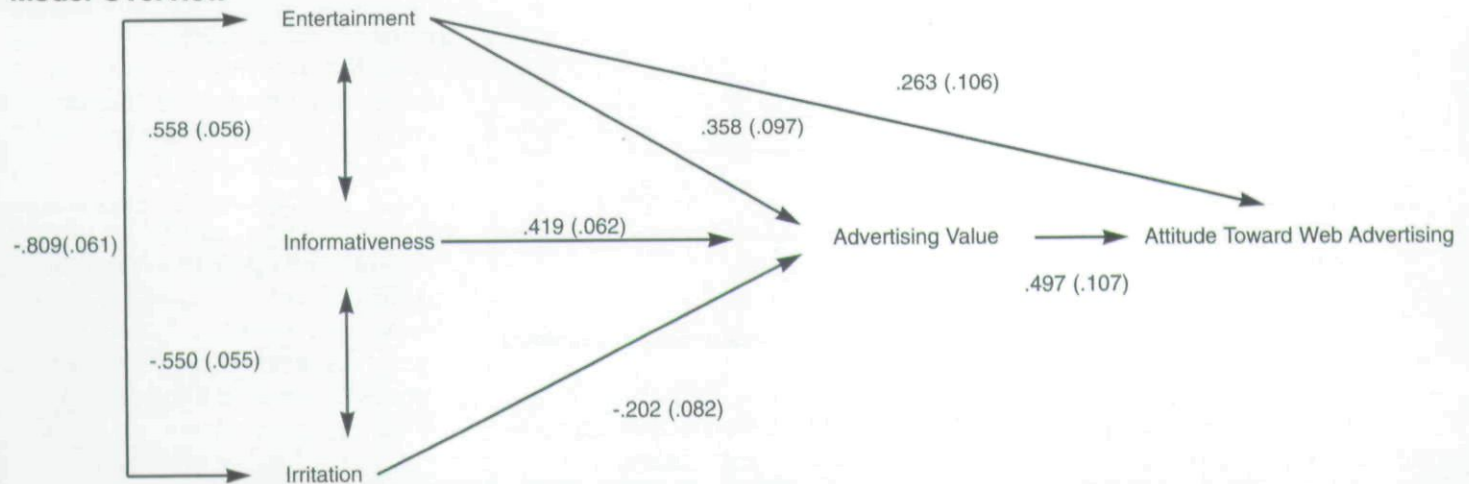 Entertainment
.263 (.106)
.558 (.056)
.358 (.097)
-.809(.061)
Informativeness
.419 (.062)
Advertising Value
Attitude Toward Web Advertising
.497 (.107)
-.550 (.055)
-.202 (.082)
Irritation